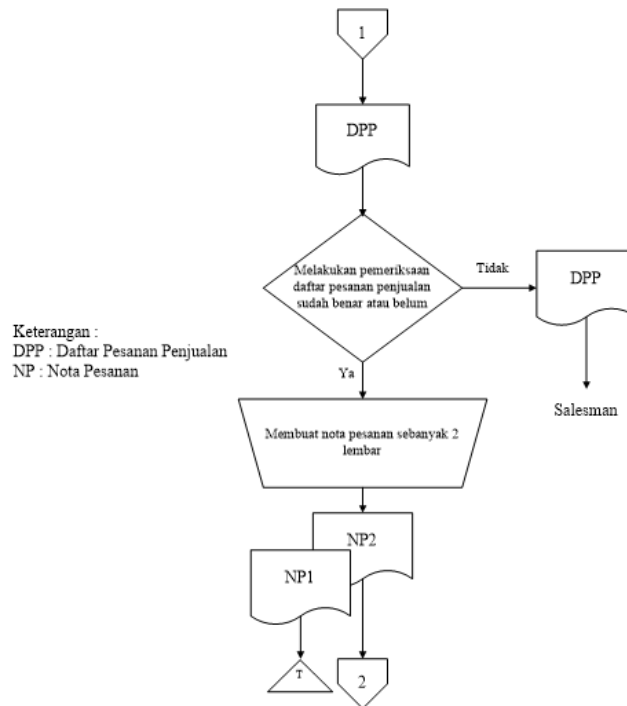 1
DPP
Melakukan pemeriksaan
daftar pesanan penjualan
sudah benar atau belum
Tidak
DPP
Salesman
Keterangan :
DPP : Daftar Pesanan Penjualan
NP : Nota Pesanan
Ya
Membuat nota pesanan sebanyak 2
lembar
NP2
NP1
T
2